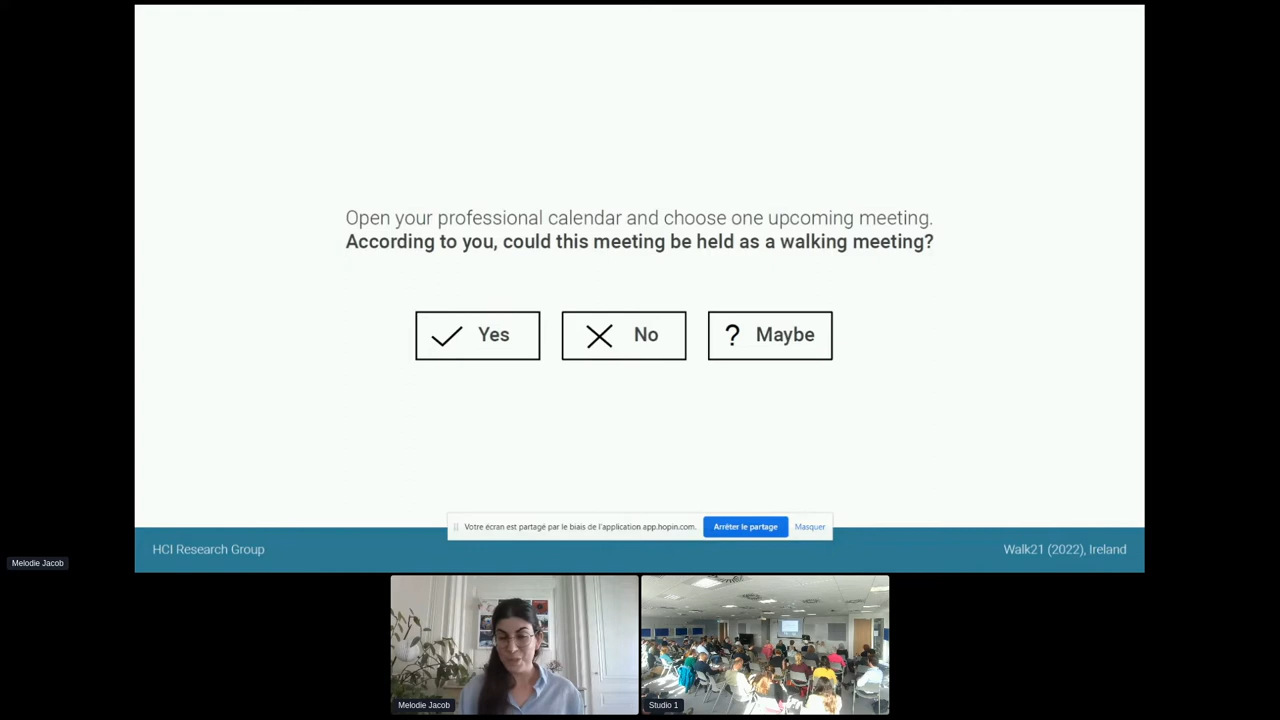 Open your professional calendar and choose one upcoming meeting.
According to you, could this meeting be held as a walking meeting?
Yes
No
? Maybe
Votre écran est partagé par le biais de l'application app.hopin.com.
Arrêter le partage
Masquer
HCI Research Group
Walk21 (2022), Ireland
Melodie Jacob
Melodie Jacob
Studio 1